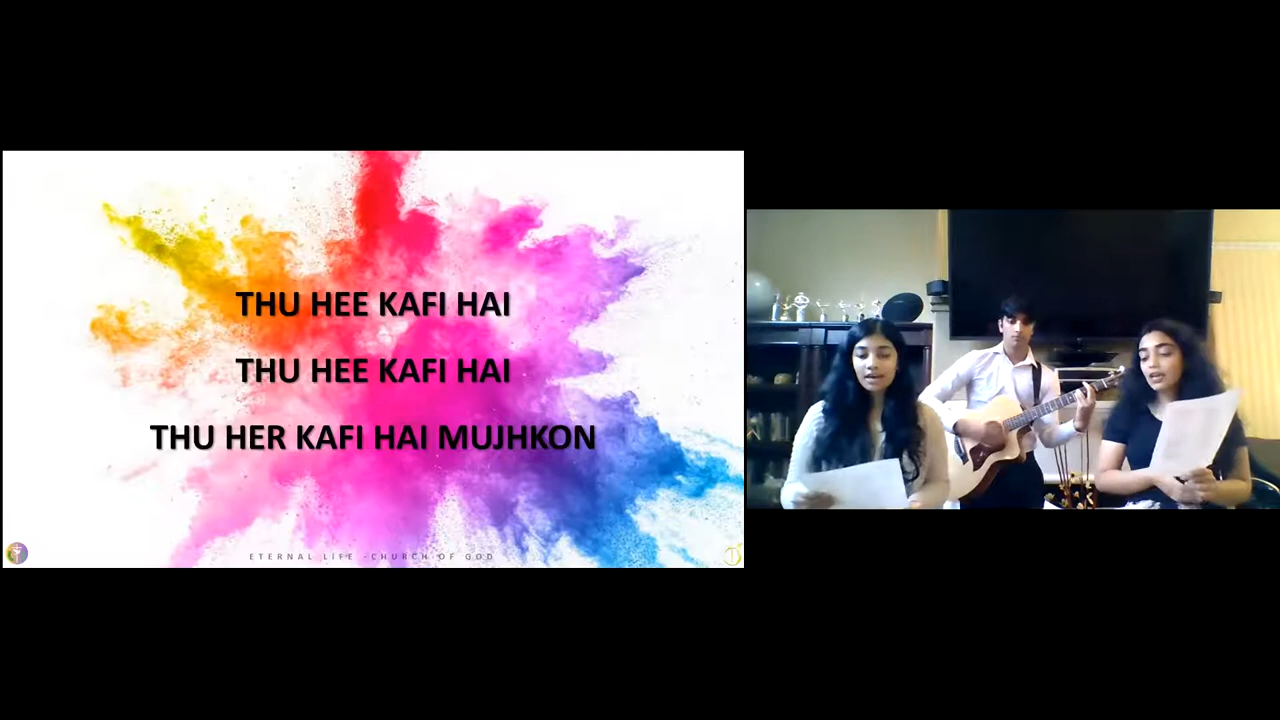 THU HEE KAFI HAI
THU HEE KAFI HAI
THU HER KAFI HAI MUJHKON
ETERNAL LIFE -CHURCH OF GOD